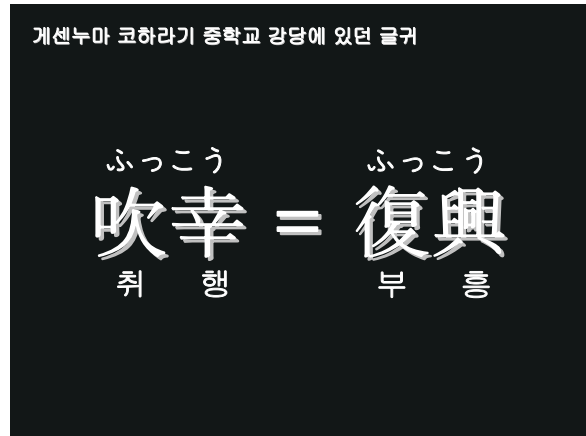 게센누마 코하라기 중학교 강당에 있던 글귀
ふっこう ふっこう
吹幸 = 復興
취 행 부 흥